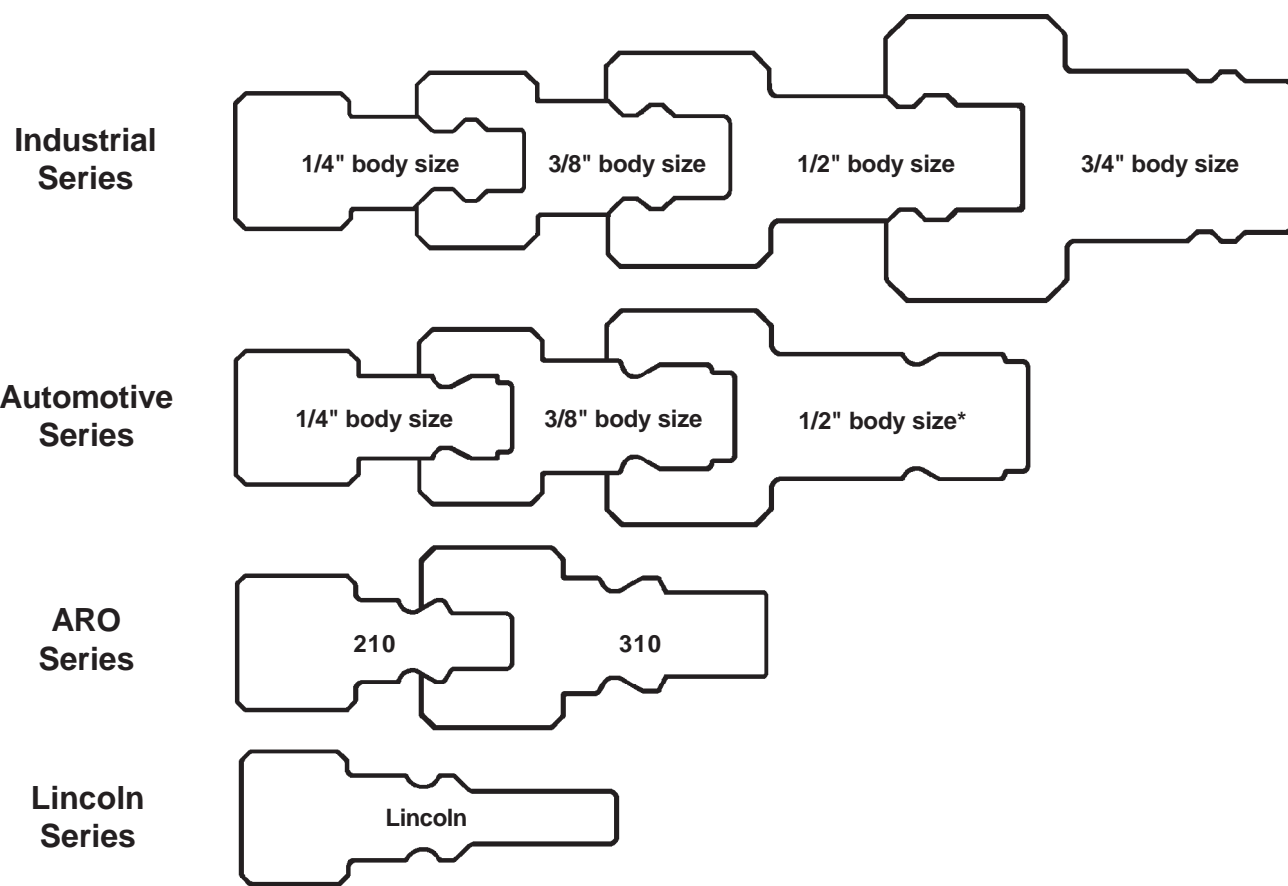 Industrial
Series
1/4" body size
3/8" body size
1/2" body size
3/4" body size
Automotive
Series
1/4" body size
3/8" body size
1/2" body size*
ARO
Series
210
310
Lincoln
Series
Lincoln